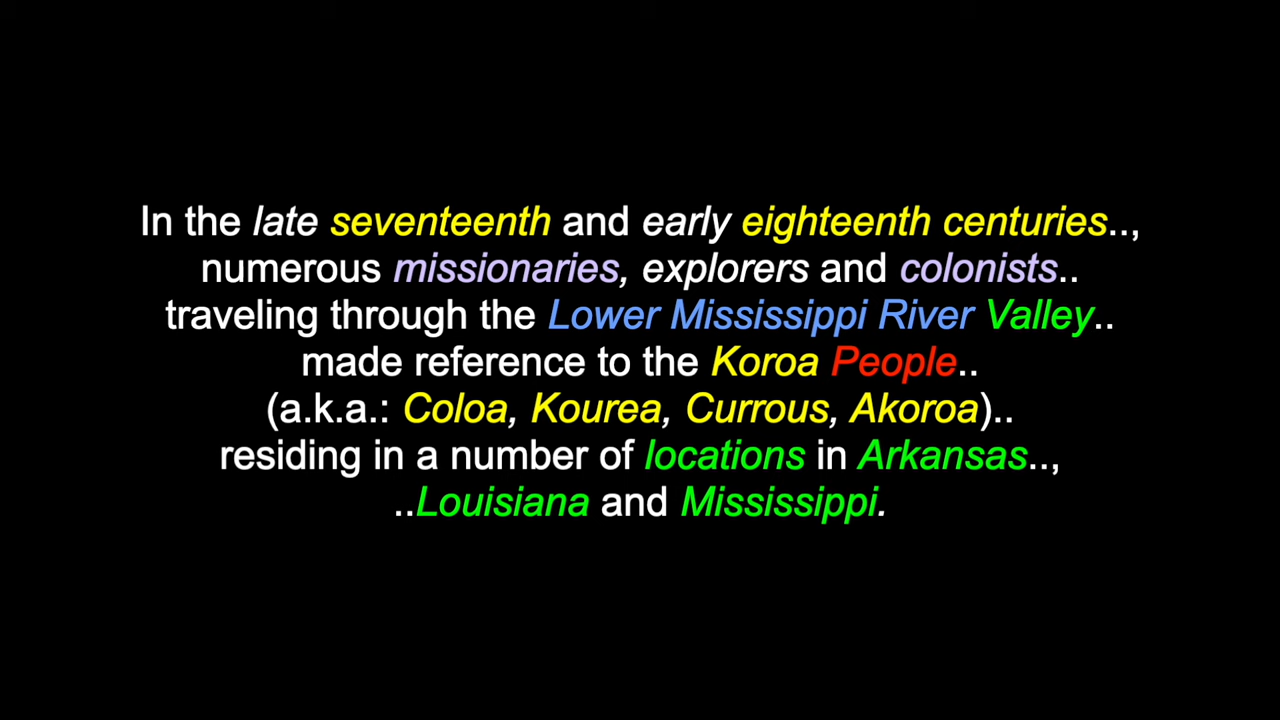 In the late seventeenth and early eighteenth centuries..,
numerous missionaries, explorers and colonists..
traveling through the Lower Mississippi River Valley..
made reference to the Koroa People..
(a.k.a.: Coloa, Kourea, Currous, Akoroa)..
residing in a number of locations in Arkansas..,
..Louisiana and Mississippi.